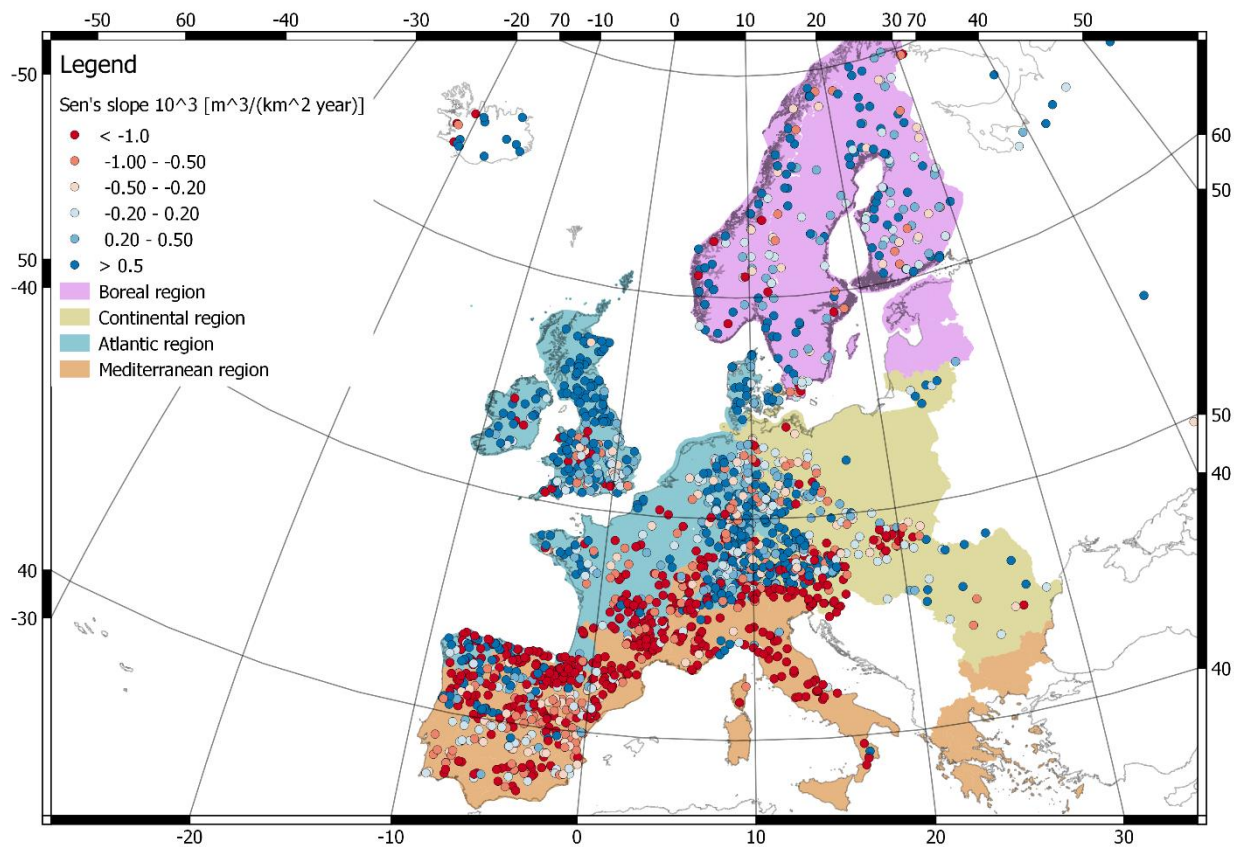 -50 -40 -30 -20 70 -10 0 10 20 30 70 40 50
Legend
Sen's slope 10^3 [m^3/(km^2 year)]
< -1.0
-1.00 - -0.50
-0.50 - -0.20
-0.20 - 0.20
0.20 - 0.50
> 0.5
Boreal region
Continental region
Atlantic region
Mediterranean region
-50
50
-40
40
-30
60
50
50
40
40
-20 -10 0 10 20 30